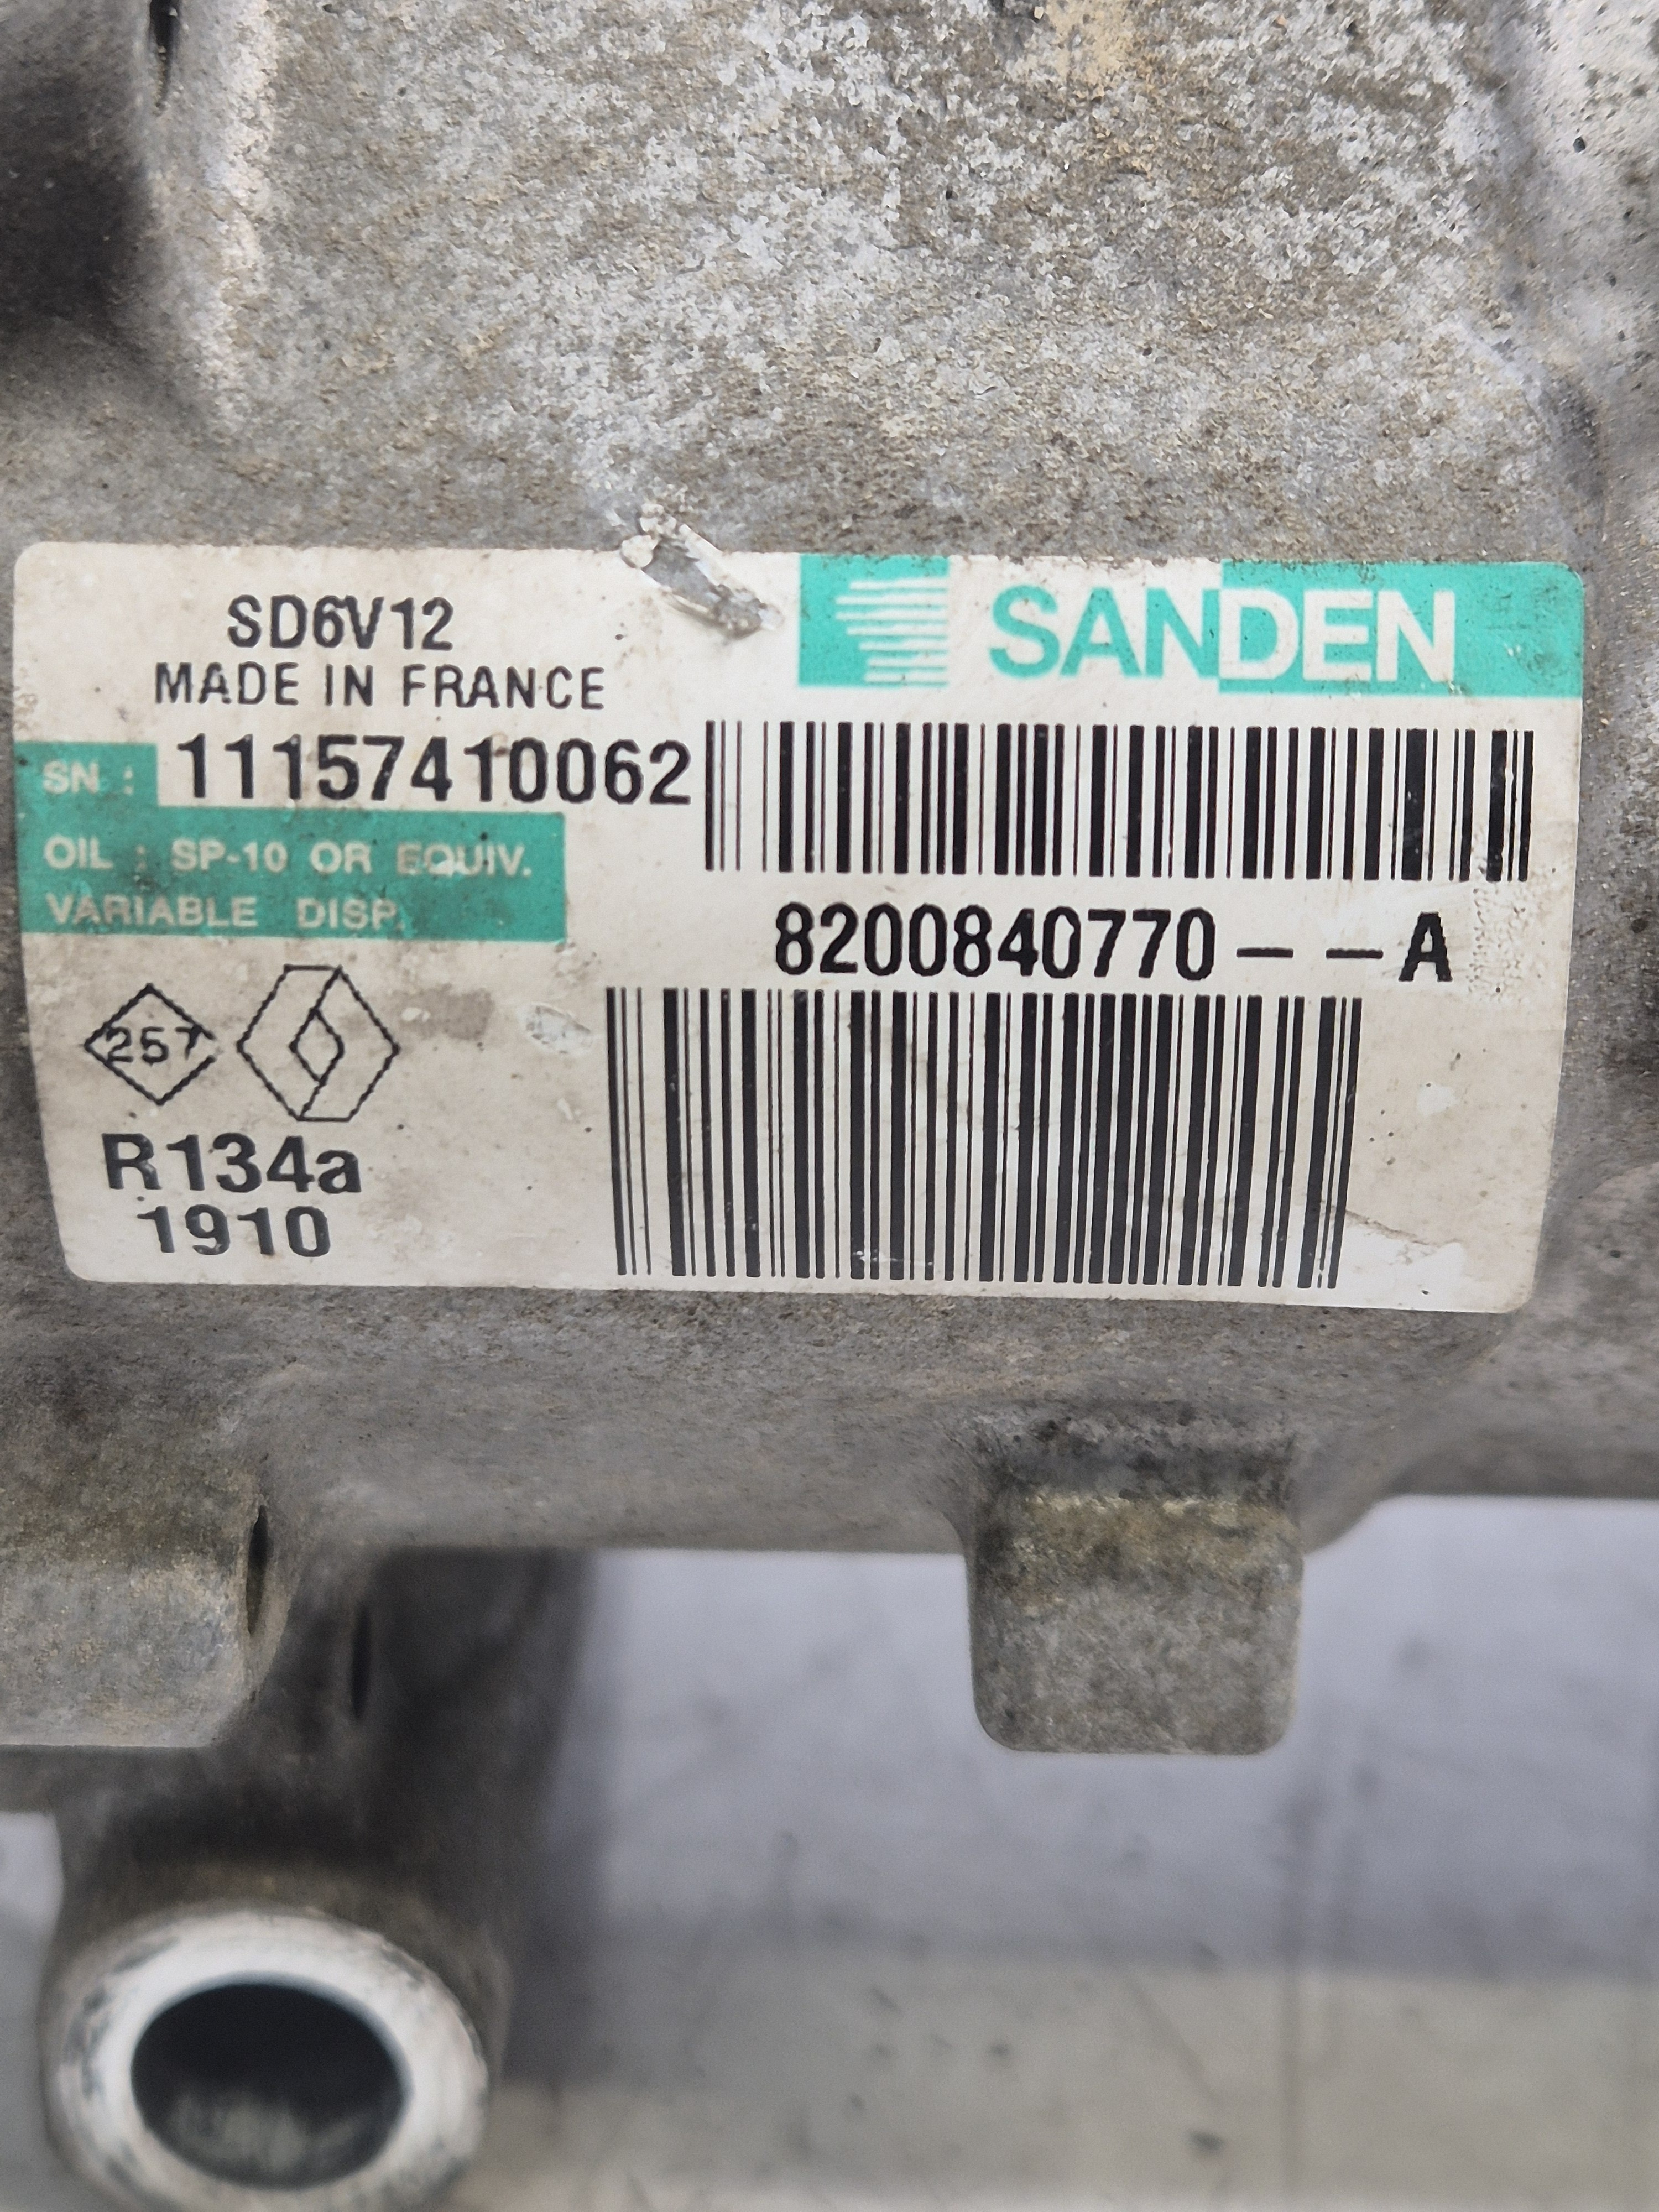 SD6V12
MADE IN FRANCE
SANDEN
SN : 11157410062
OIL : SP-10 OR EQUIV.
VARIABLE DISP.
8200840770 - - A
257
R134a
1910